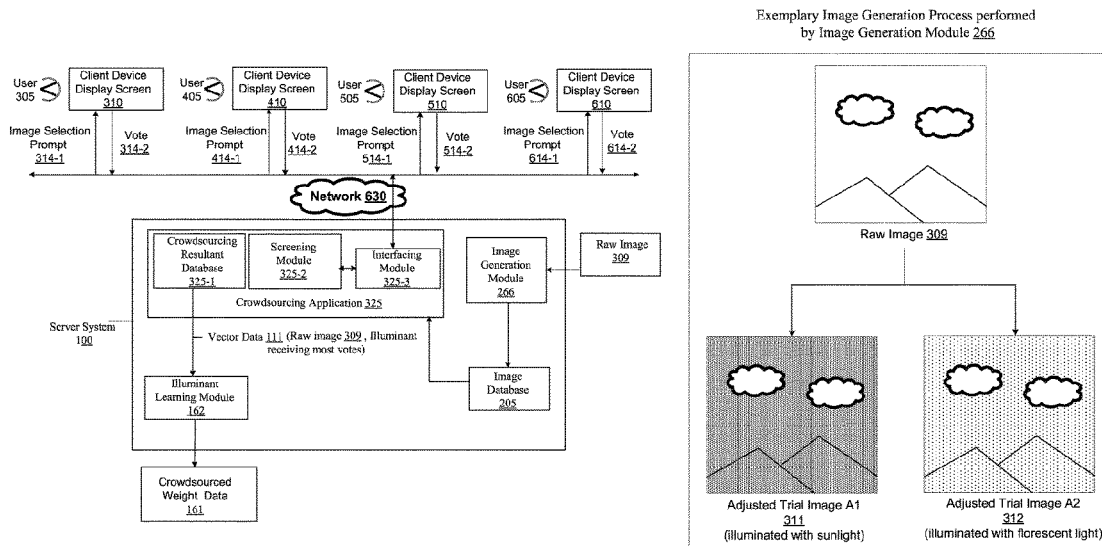 Exemplary Image Generation Process performed
by Image Generation Module 266
User
305
Client Device
Display Screen
310
User
405
Client Device
Display Screen
410
User
505
Client Device
Display Screen
510
User
605
Client Device
Display Screen
610
Image Selection
Prompt
314-1
Vote
314-2
Image Selection
Prompt
414-1
Vote
414-2
Image Selection
Prompt
514-1
Vote
514-2
Image Selection
Prompt
614-1
Vote
614-2
Network 630
Crowdsourcing
Resultant
Database
325-1
Screening
Module
325-2
Interfacing
Module
325-3
Crowdsourcing Application 325
Image
Generation
Module
266
Raw Image
309
Server System
100
Vector Data 111 (Raw image 309 , Illuminant
receiving most votes)
Illuminant
Learning Module
162
Image
Database
205
Crowdsourced
Weight Data
161
Raw Image 309
Adjusted Trial Image A1
311
(illuminated with sunlight)
Adjusted Trial Image A2
312
(illuminated with florescent light)